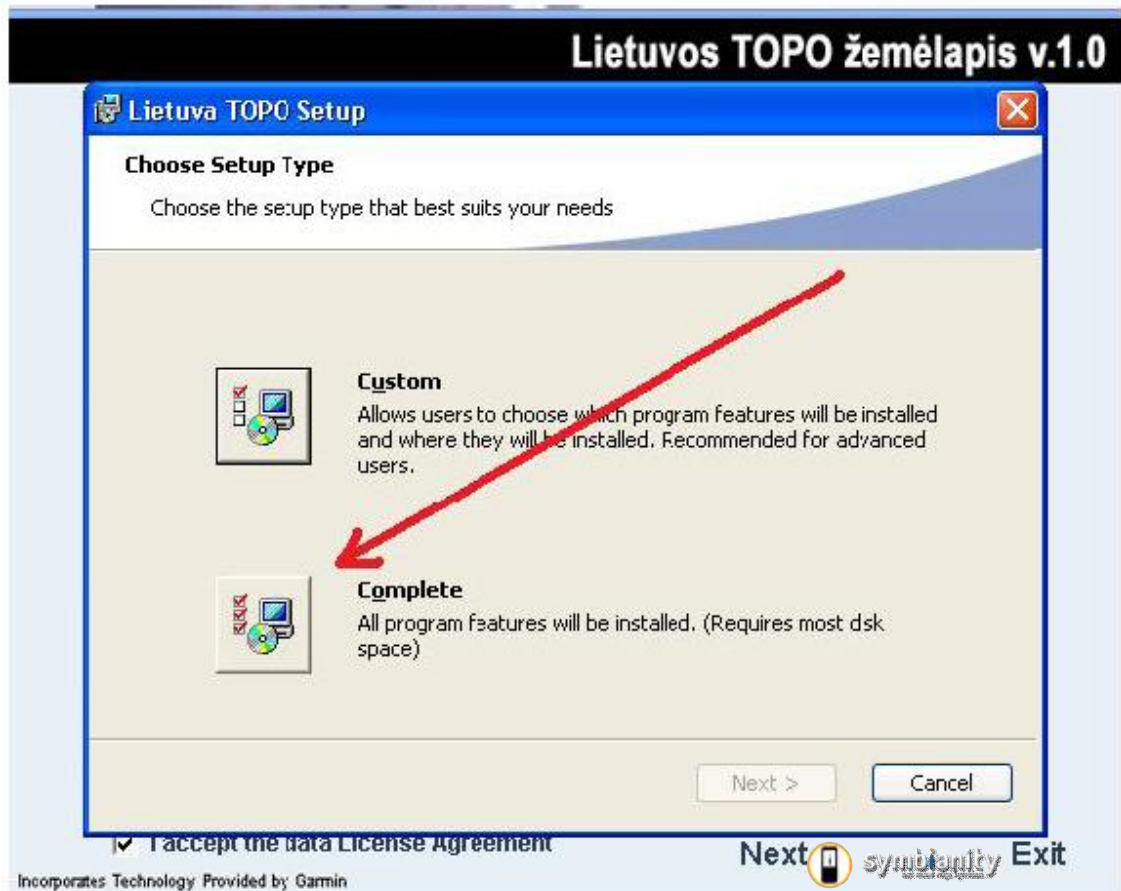 Lietuvos TOPO žemėlapis v.1.0
Lietuva TOPO Setup
Choose Setup Type
Choose the setup type that best suits your needs
Custom
Allows users to choose which program features will be installed
and where they will be installed. Recommended for advanced
users.
Complete
All program features will be installed. (Requires most disk
space)
Next >
Cancel
I accept the data License Agreement
Next
symbianity
Exit
Incorporates Technology Provided by Garmin